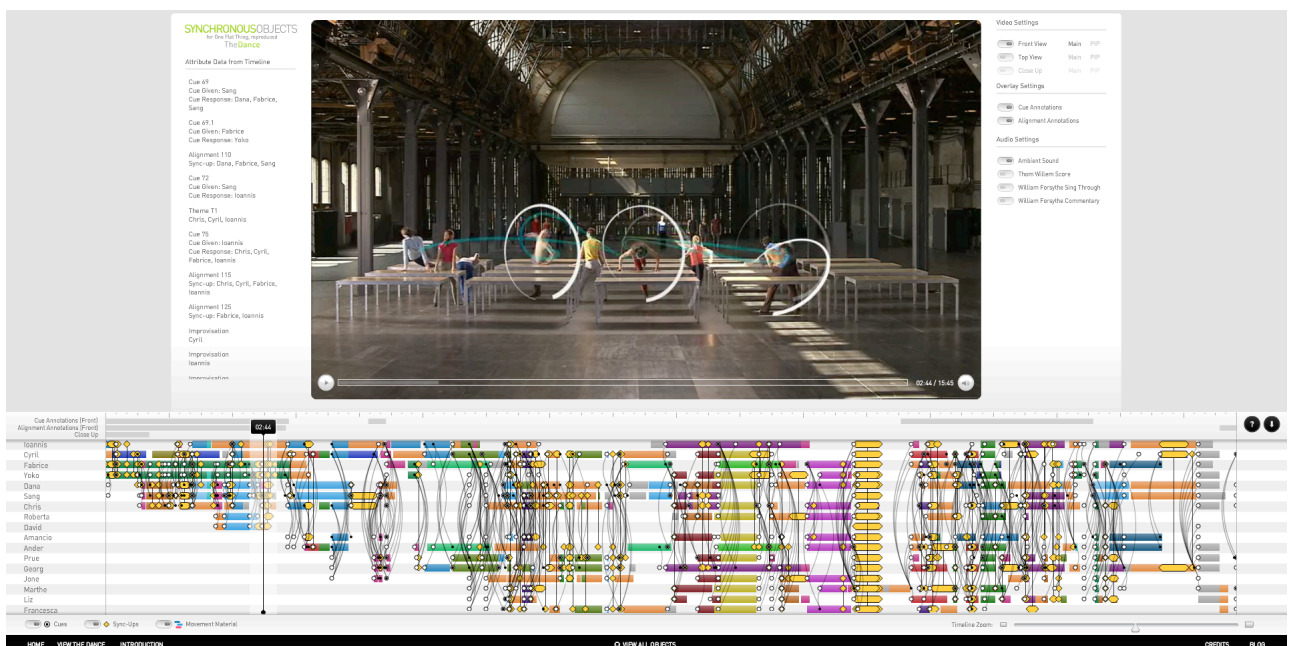 SYNCHRONOUSOBJECTS
for One Flat Thing, reproduced
TheDance
Attribute Data from Timeline
Cue 69
Cue Given: Sang
Cue Response: Dana, Fabrice,
Sang
Cue 69.1
Cue Given: Fabrice
Cue Response: Yoko
Alignment 110
Sync-up: Dana, Fabrice, Sang
Cue 72
Cue Given: Sang
Cue Response: Ioannis
Theme T1
Chris, Cyril, Ioannis
Cue 75
Cue Given: Ioannis
Cue Response: Chris, Cyril,
Fabrice, Ioannis
Alignment 115
Sync-up: Chris, Cyril, Fabrice,
Ioannis
Alignment 125
Sync-up: Fabrice, Ioannis
Improvisation
Cyril
Improvisation
Ioannis
Improvisation
02:44 / 15:45
Video Settings
Front View Main PIP
Top View Main PIP
Close Up Main PIP
Overlay Settings
Cue Annotations
Alignment Annotations
Audio Settings
Ambient Sound
Thom Willem Score
William Forsythe Sing Through
William Forsythe Commentary
Cue Annotations (Front)
Alignment Annotations (Front)
Close Up
02:44
?
Ioannis
Cyril
Fabrice
Yoko
Dana
Sang
Chris
Roberta
David
Amancio
Ander
Prue
Georg
Jone
Marthe
Liz
Francesca
Cues Sync-Ups Movement Material Timeline Zoom:
HOME VIEW THE DANCE INTRODUCTION VIEW ALL OBJECTS CREDITS BLOG